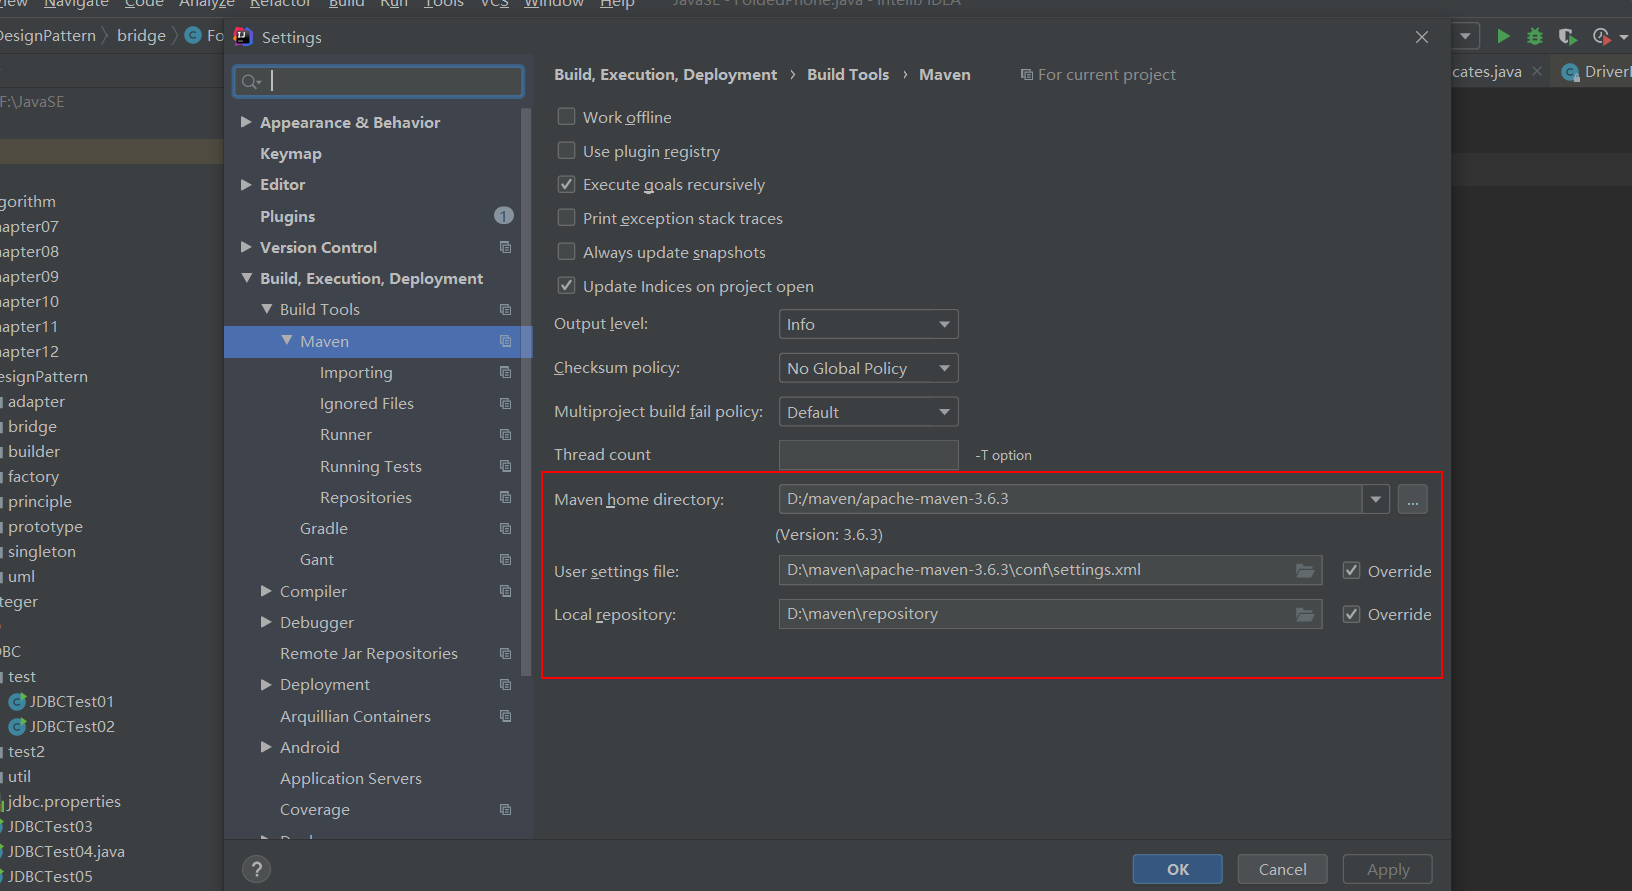 View Navigate Code Analyze Refactor Build Run Tools VCS Window Help
JavaSE - FoldedPhone.java - IntelliJ IDEA
DesignPattern bridge Fo
cates.java
Driver
F:\JavaSE
gorithm
apter07
apter08
apter09
apter10
apter11
apter12
esignPattern
adapter
bridge
builder
factory
principle
prototype
singleton
uml
teger
BC
test
JDBCTest01
JDBCTest02
test2
util
jdbc.properties
JDBCTest03
JDBCTest04.java
JDBCTest05
Settings
Appearance & Behavior
Keymap
Editor
Plugins 1
Version Control
Build, Execution, Deployment
Build Tools
Maven
Importing
Ignored Files
Runner
Running Tests
Repositories
Gradle
Gant
Compiler
Debugger
Remote Jar Repositories
Deployment
Arquillian Containers
Android
Application Servers
Coverage
?
Build, Execution, Deployment › Build Tools › Maven For current project
Work offline
Use plugin registry
Execute goals recursively
Print exception stack traces
Always update snapshots
Update Indices on project open
Output level: Info
Checksum policy: No Global Policy
Multiproject build fail policy: Default
Thread count -T option
Maven home directory: D:/maven/apache-maven-3.6.3 ...
(Version: 3.6.3)
User settings file: D:\maven\apache-maven-3.6.3\conf\settings.xml Override
Local repository: D:\maven\repository Override
OK Cancel Apply